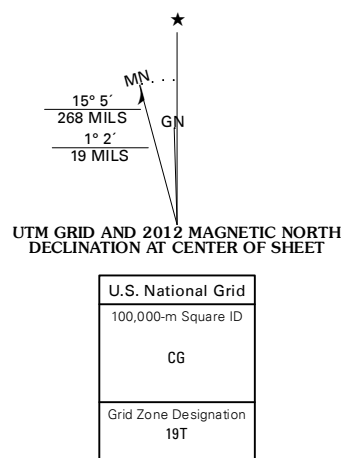 ★
MN
GN
15° 5´
268 MILS
1° 2´
19 MILS
UTM GRID AND 2012 MAGNETIC NORTH
DECLINATION AT CENTER OF SHEET
U.S. National Grid
100,000-m Square ID
CG
Grid Zone Designation
19T